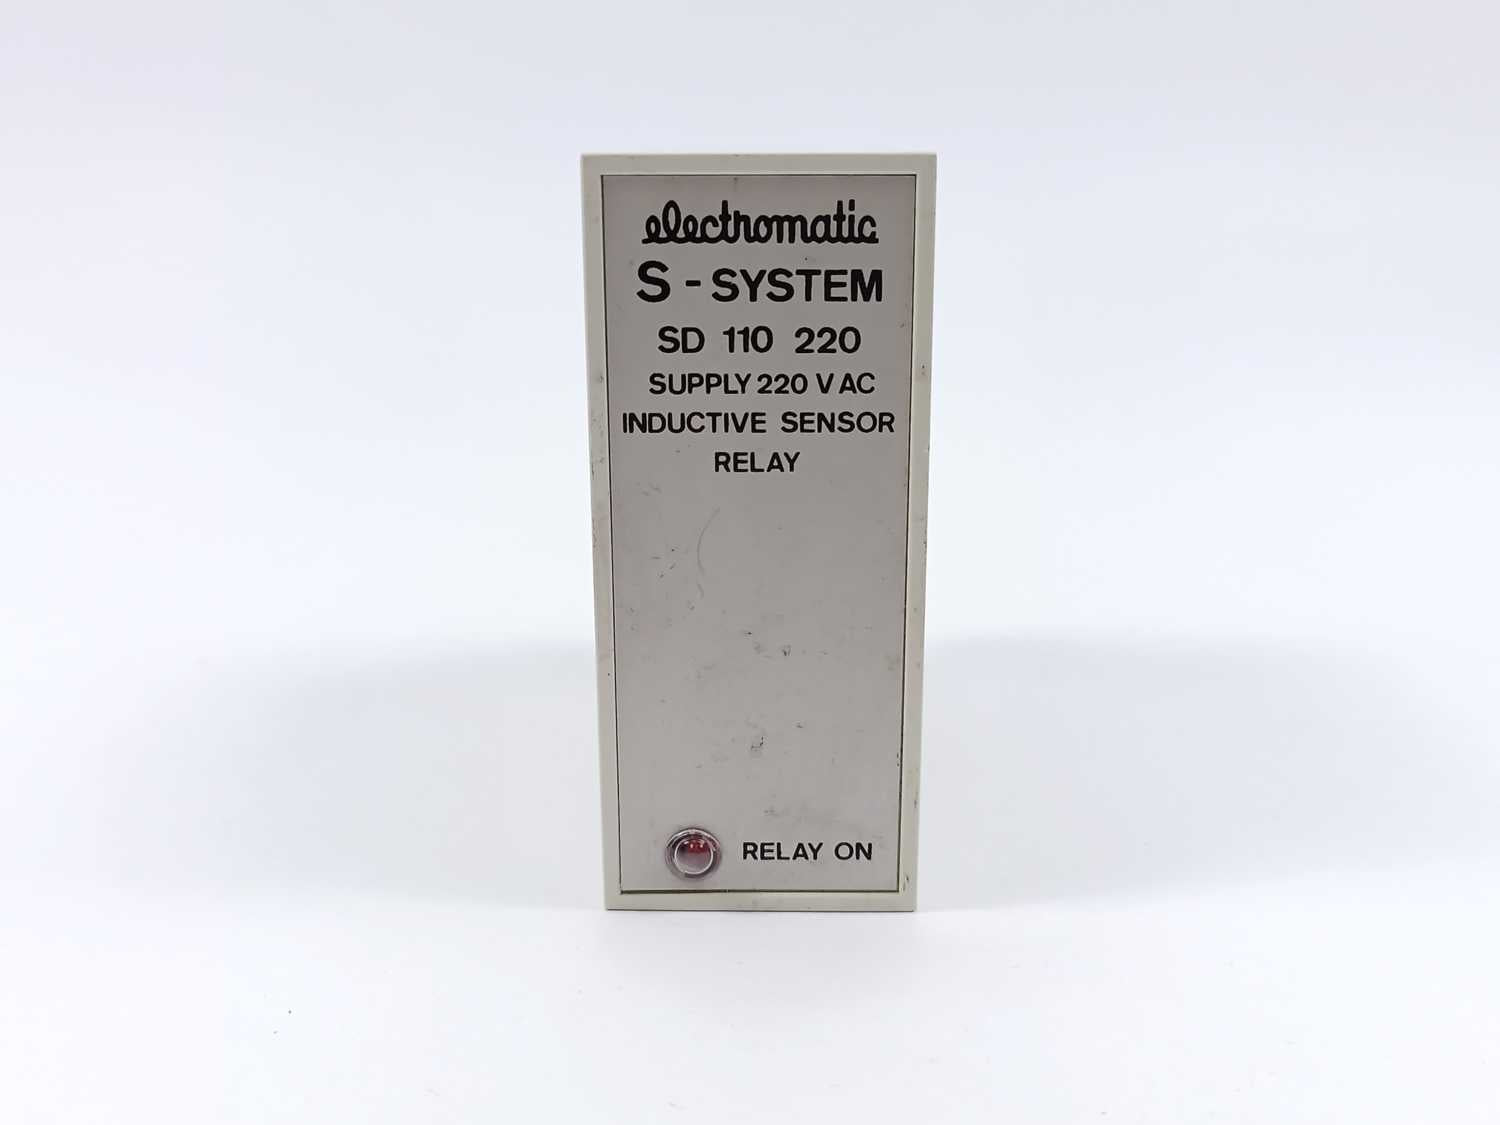 electromatic
S - SYSTEM
SD 110 220
SUPPLY 220 V AC
INDUCTIVE SENSOR
RELAY
RELAY ON